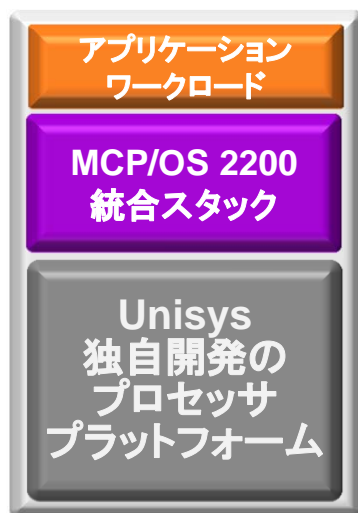 アプリケーション
ワークロード
MCP/OS 2200
統合スタック
Unisys
独自開発の
プロセッサ
プラットフォーム